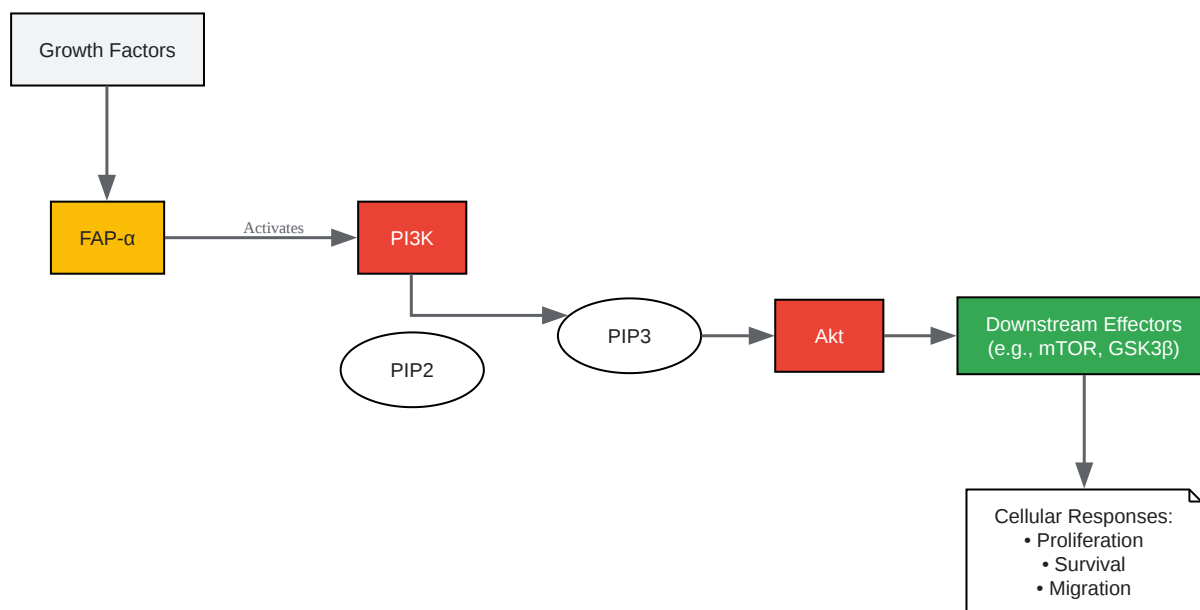 Growth Factors
FAP-α
Activates
PI3K
PIP2
PIP3
Akt
Downstream Effectors
(e.g., mTOR, GSK3β)
Cellular Responses:
• Proliferation
• Survival
• Migration